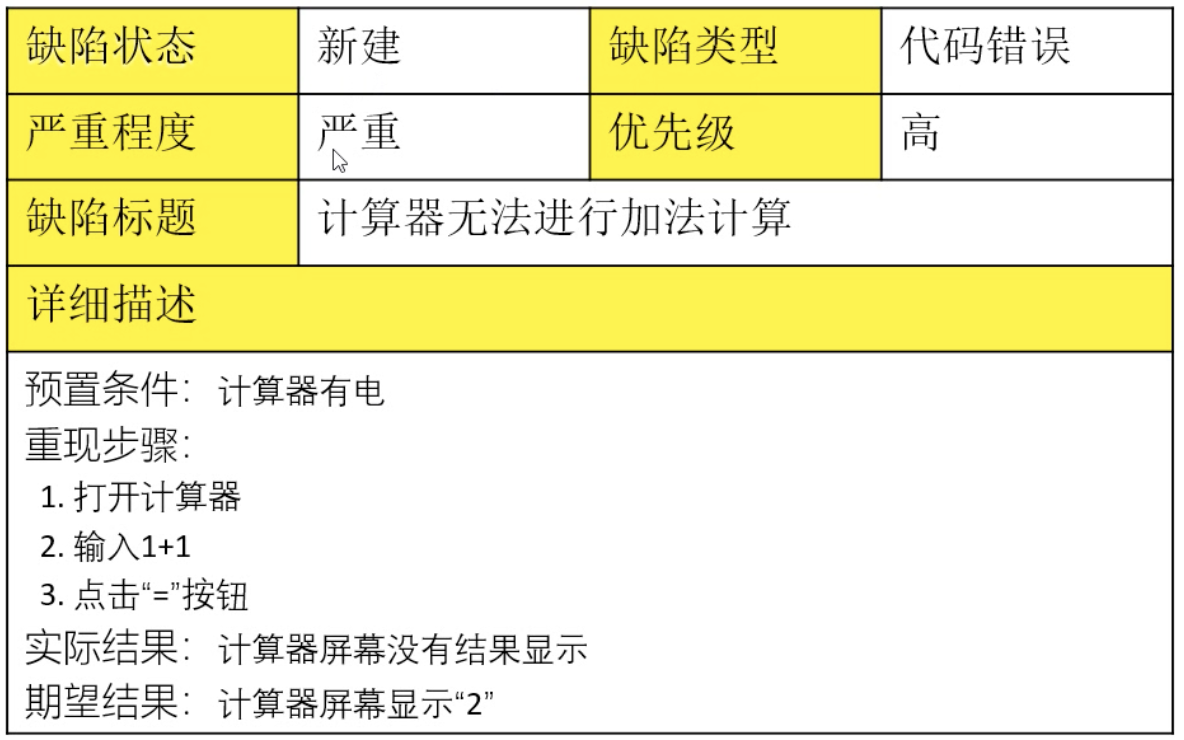 缺陷状态 新建 缺陷类型 代码错误
严重程度 严重 优先级 高
缺陷标题 计算器无法进行加法计算
详细描述
预置条件：计算器有电
重现步骤：
1. 打开计算器
2. 输入1+1
3. 点击“=”按钮
实际结果：计算器屏幕没有结果显示
期望结果：计算器屏幕显示“2”